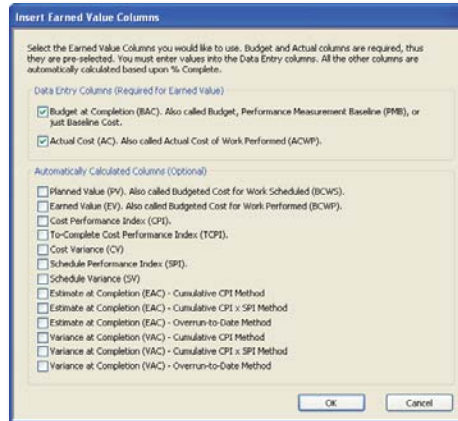 Insert Earned Value Columns
Select the Earned Value Columns you would like to use. Budget and Actual columns are required, thus
they are pre-selected. You must enter values into the Data Entry columns. All the other columns are
automatically calculated based upon % Complete.
Data Entry Columns (Required for Earned Value)
Budget at Completion (BAC). Also called Budget, Performance Measurement Baseline (PMB), or
just Baseline Cost.
Actual Cost (AC). Also called Actual Cost of Work Performed (ACWP).
Automatically Calculated Columns (Optional)
Planned Value (PV). Also called Budgeted Cost for Work Scheduled (BCWS).
Earned Value (EV). Also called Budgeted Cost for Work Performed (BCWP).
Cost Performance Index (CPI).
To-Complete Cost Performance Index (TCPI).
Cost Variance (CV)
Schedule Performance Index (SPI).
Schedule Variance (SV)
Estimate at Completion (EAC) - Cumulative CPI Method
Estimate at Completion (EAC) - Cumulative CPI x SPI Method
Estimate at Completion (EAC) - Overrun-to-Date Method
Variance at Completion (VAC) - Cumulative CPI Method
Variance at Completion (VAC) - Cumulative CPI x SPI Method
Variance at Completion (VAC) - Overrun-to-Date Method
OK Cancel